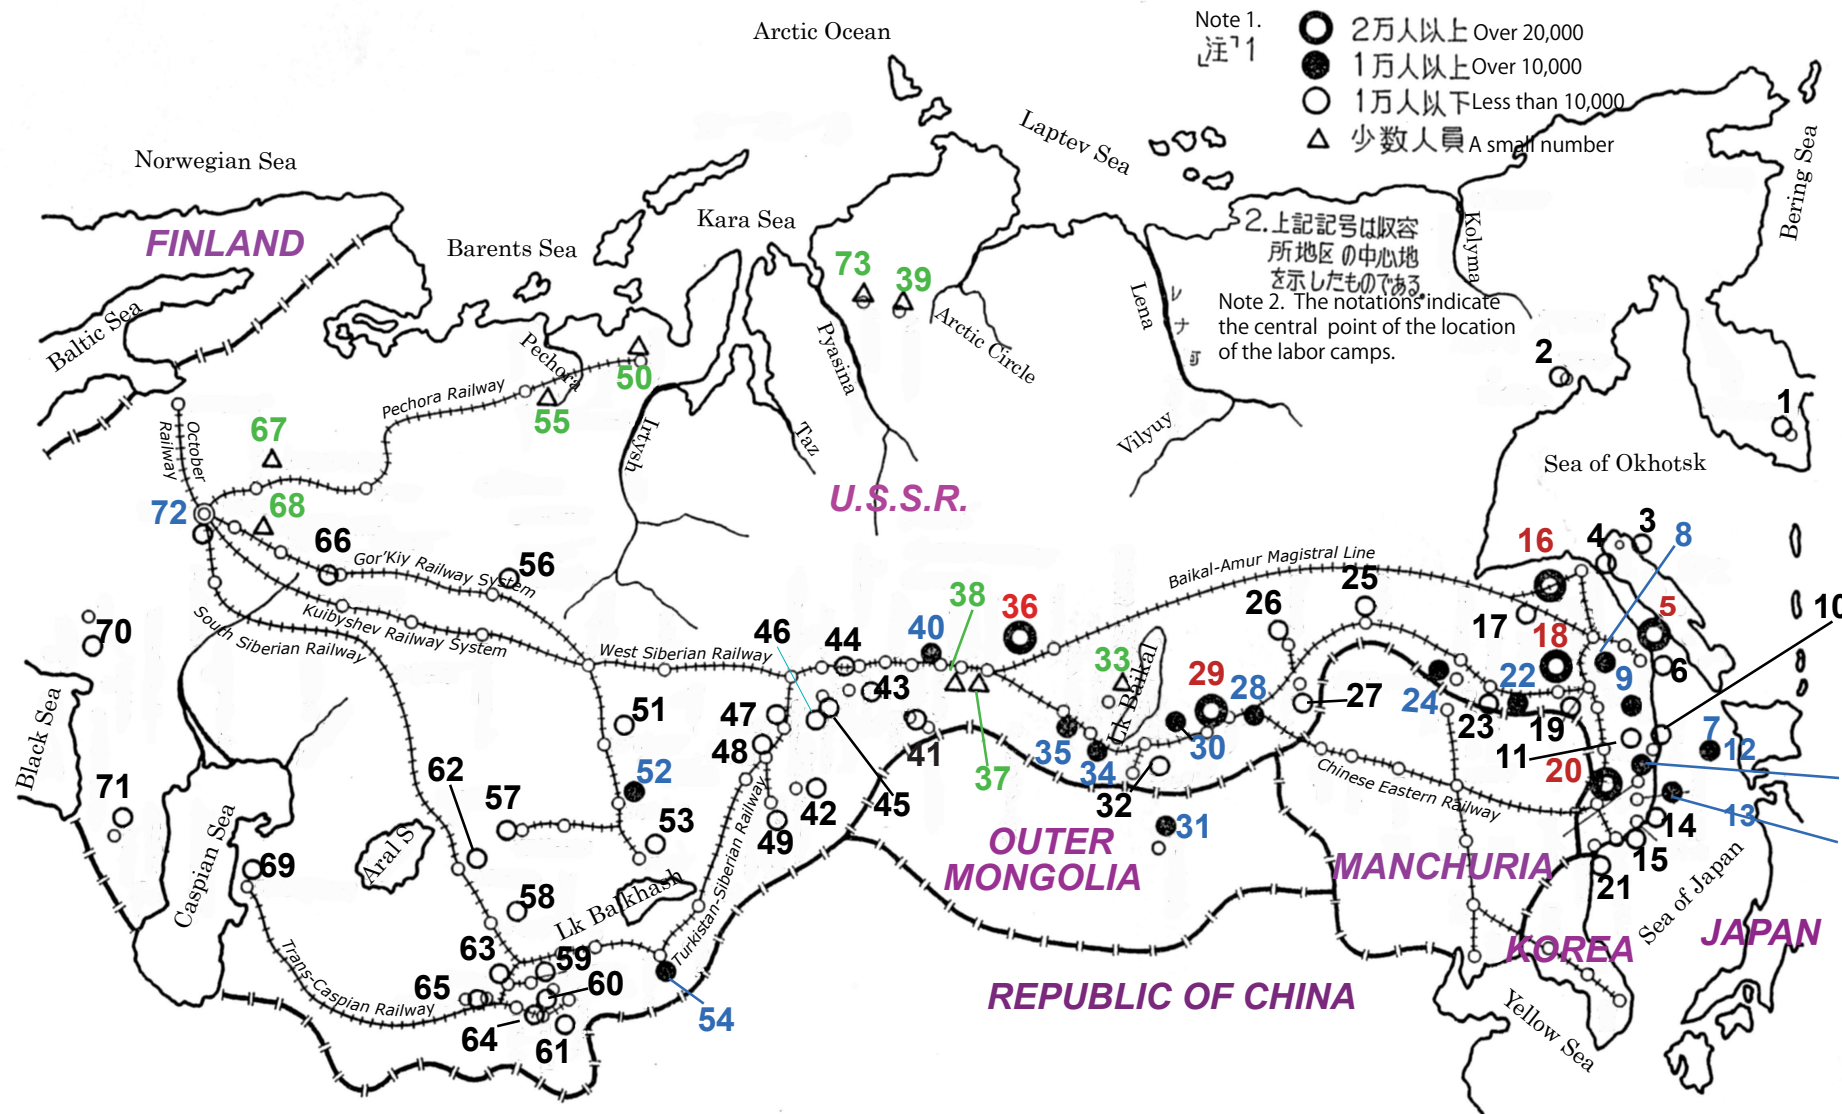 Arctic Ocean
Note 1.
注 1
2万人以上 Over 20,000
1万人以上 Over 10,000
1万人以下 Less than 10,000
少数人員 A small number
Laptev Sea
Norwegian Sea
Kara Sea
Barents Sea
Bering Sea
FINLAND
Baltic Sea
2.上記記号は収容
所地区の中心地
を示したものである.
Note 2. The notations indicate
the central point of the location
of the labor camps.
Kolyma
Lena
レナ河
Vilyuy
Arctic Circle
Pyasina
Taz
Irtysh
Pechora
Pechora Railway
October
Railway
73
39
50
55
67
68
72
2
1
Sea of Okhotsk
U.S.S.R.
66
Gor'Kiy Railway System
56
Kuibyshev Railway System
South Siberian Railway
West Siberian Railway
Baikal-Amur Magistral Line
70
71
Black Sea
Caspian Sea
69
Aral S
62
57
58
51
52
53
46
44
43
47
48
49
42
45
41
40
38
36
37
33
Lk Baikal
35
34
32
31
30
29
28
26
25
27
24
23
22
19
18
17
16
4
3
8
5
6
9
10
7
12
11
20
13
14
15
21
Chinese Eastern Railway
Turkistan-Siberian Railway
Lk Balkhash
63
59
60
65
64
61
54
Trans-Caspian Railway
OUTER
MONGOLIA
MANCHURIA
REPUBLIC OF CHINA
KOREA
JAPAN
Sea of Japan
Yellow Sea